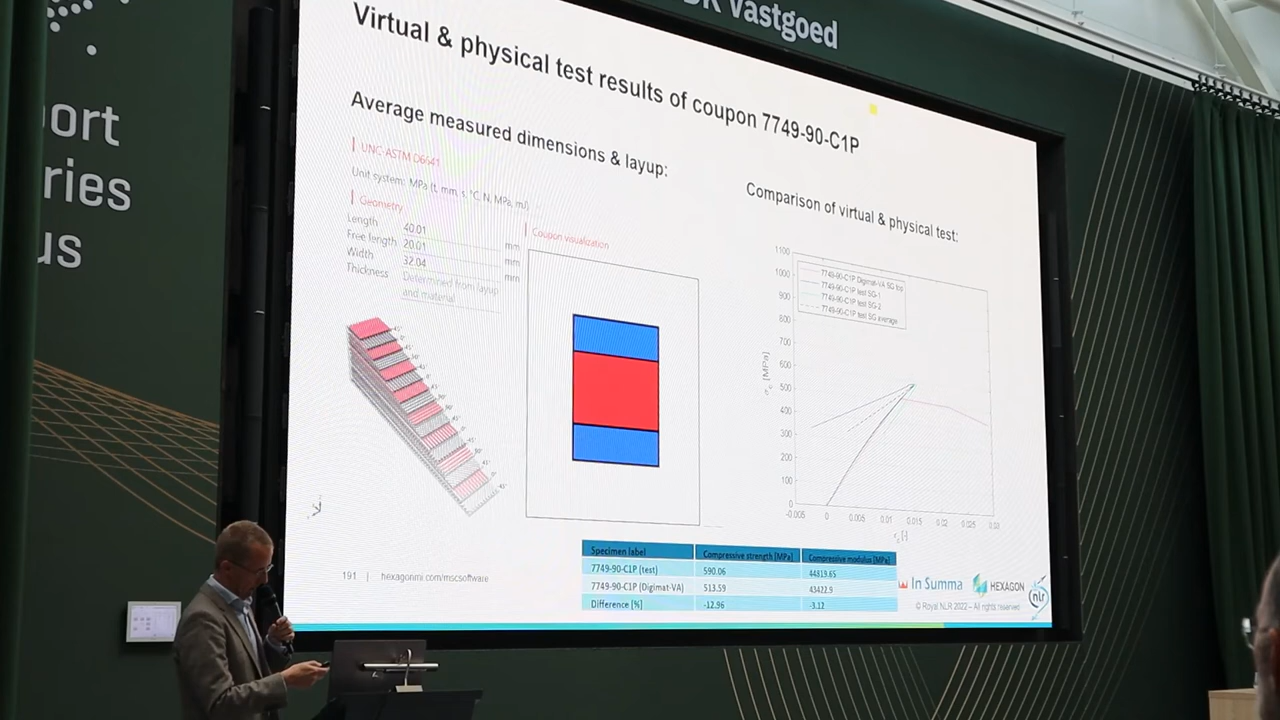 Vastgoed
ort
ries
us
Virtual & physical test results of coupon 7749-90-C1P
Average measured dimensions & layup:
UNC-ASTM D6641
Unit system: MPa (t, mm, s, °C, N, MPa, mJ)
Geometry
Length 40.01 mm
Free length 20.01 mm
Width 32.04 mm
Thickness Determined from layup
and material
Coupon visualization
Comparison of virtual & physical test:
7749-90-C1P Digimat-VA SG top
7749-90-C1P test SG-1
7749-90-C1P test SG-2
7749-90-C1P test SG average
1100
1000
900
800
700
600
500
400
300
200
100
0
[MPa]
-0.005 0 0.005 0.01 0.015 0.02 0.025 0.03
Specimen label Compressive strength [MPa] Compressive modulus [MPa]
7749-90-C1P (test) 590.06 44819.65
7749-90-C1P (Digimat-VA) 513.59 43422.9
Difference [%] -12.96 -3.12
191 | hexagonmi.com/mscsoftware
In Summa HEXAGON nlr
© Royal NLR 2022 – All rights reserved